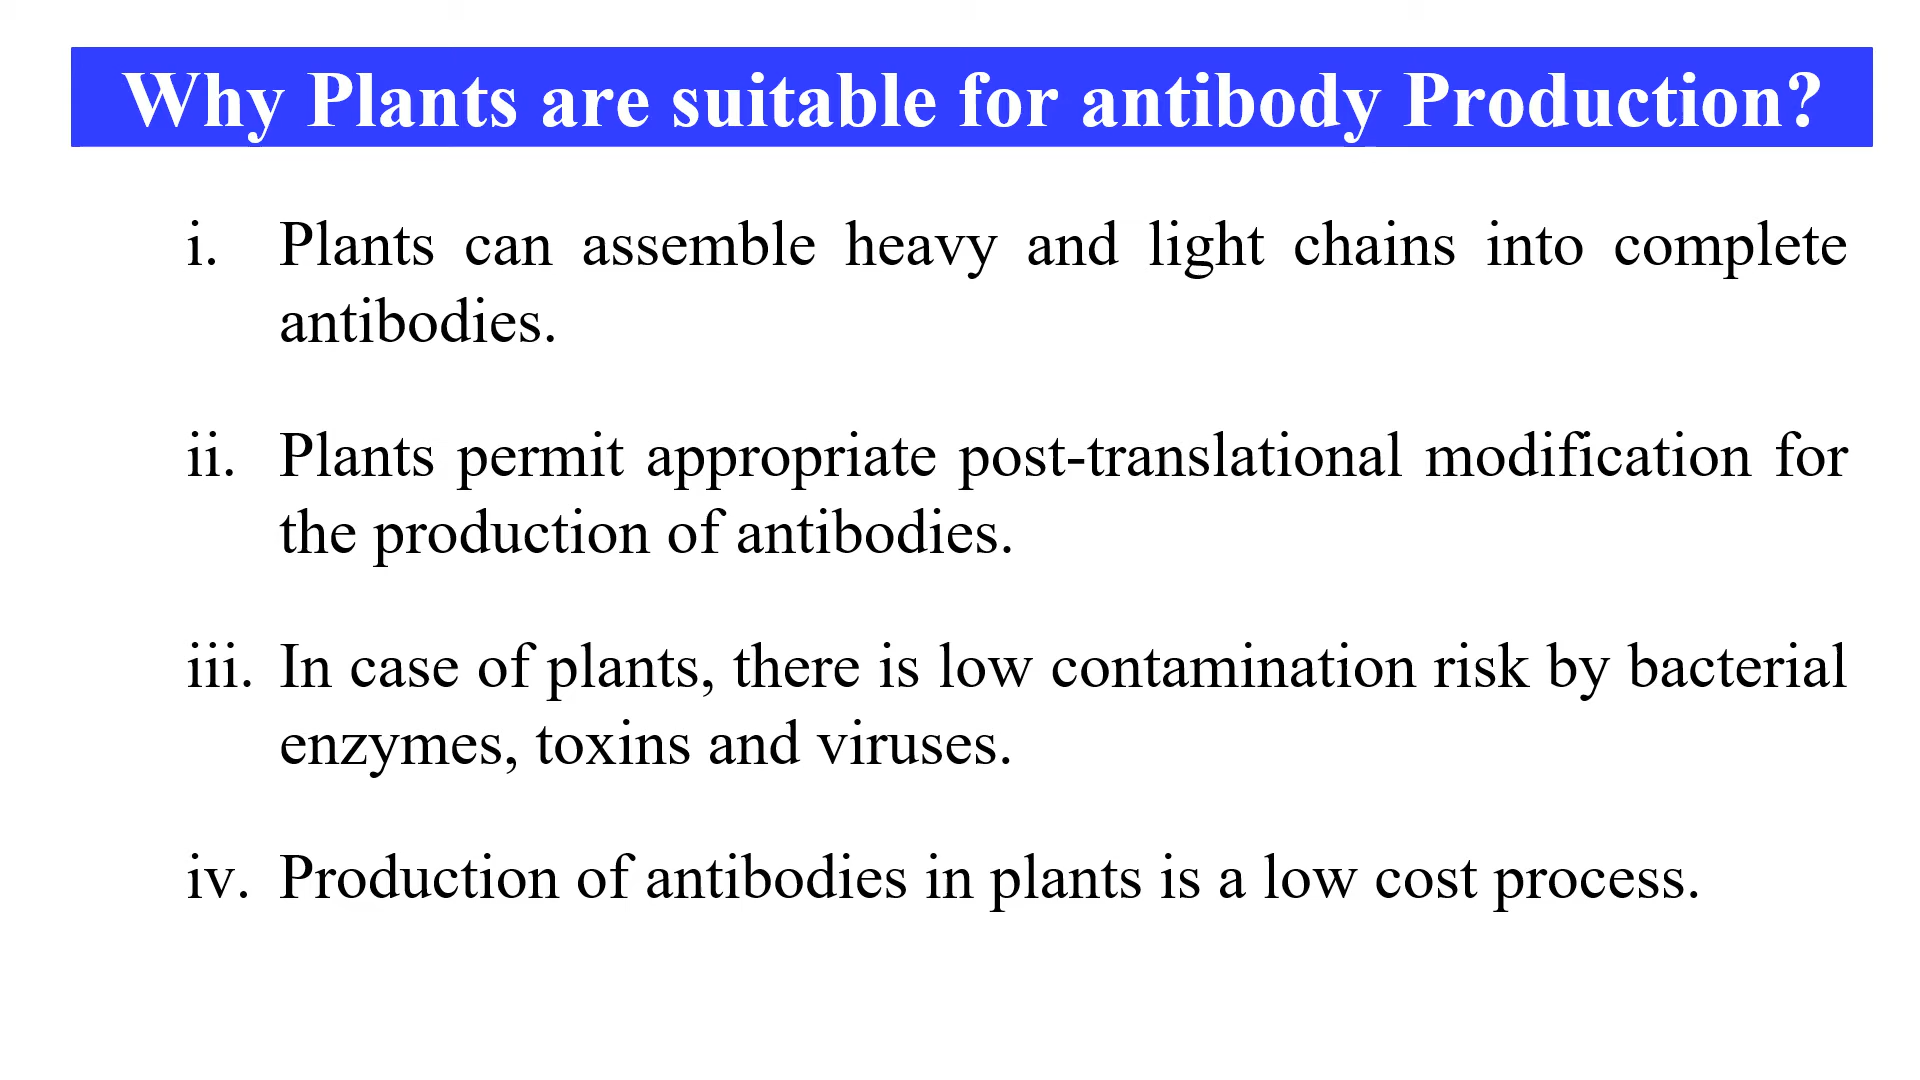 Why Plants are suitable for antibody Production?
i. Plants can assemble heavy and light chains into complete
antibodies.
ii. Plants permit appropriate post-translational modification for
the production of antibodies.
iii. In case of plants, there is low contamination risk by bacterial
enzymes, toxins and viruses.
iv. Production of antibodies in plants is a low cost process.